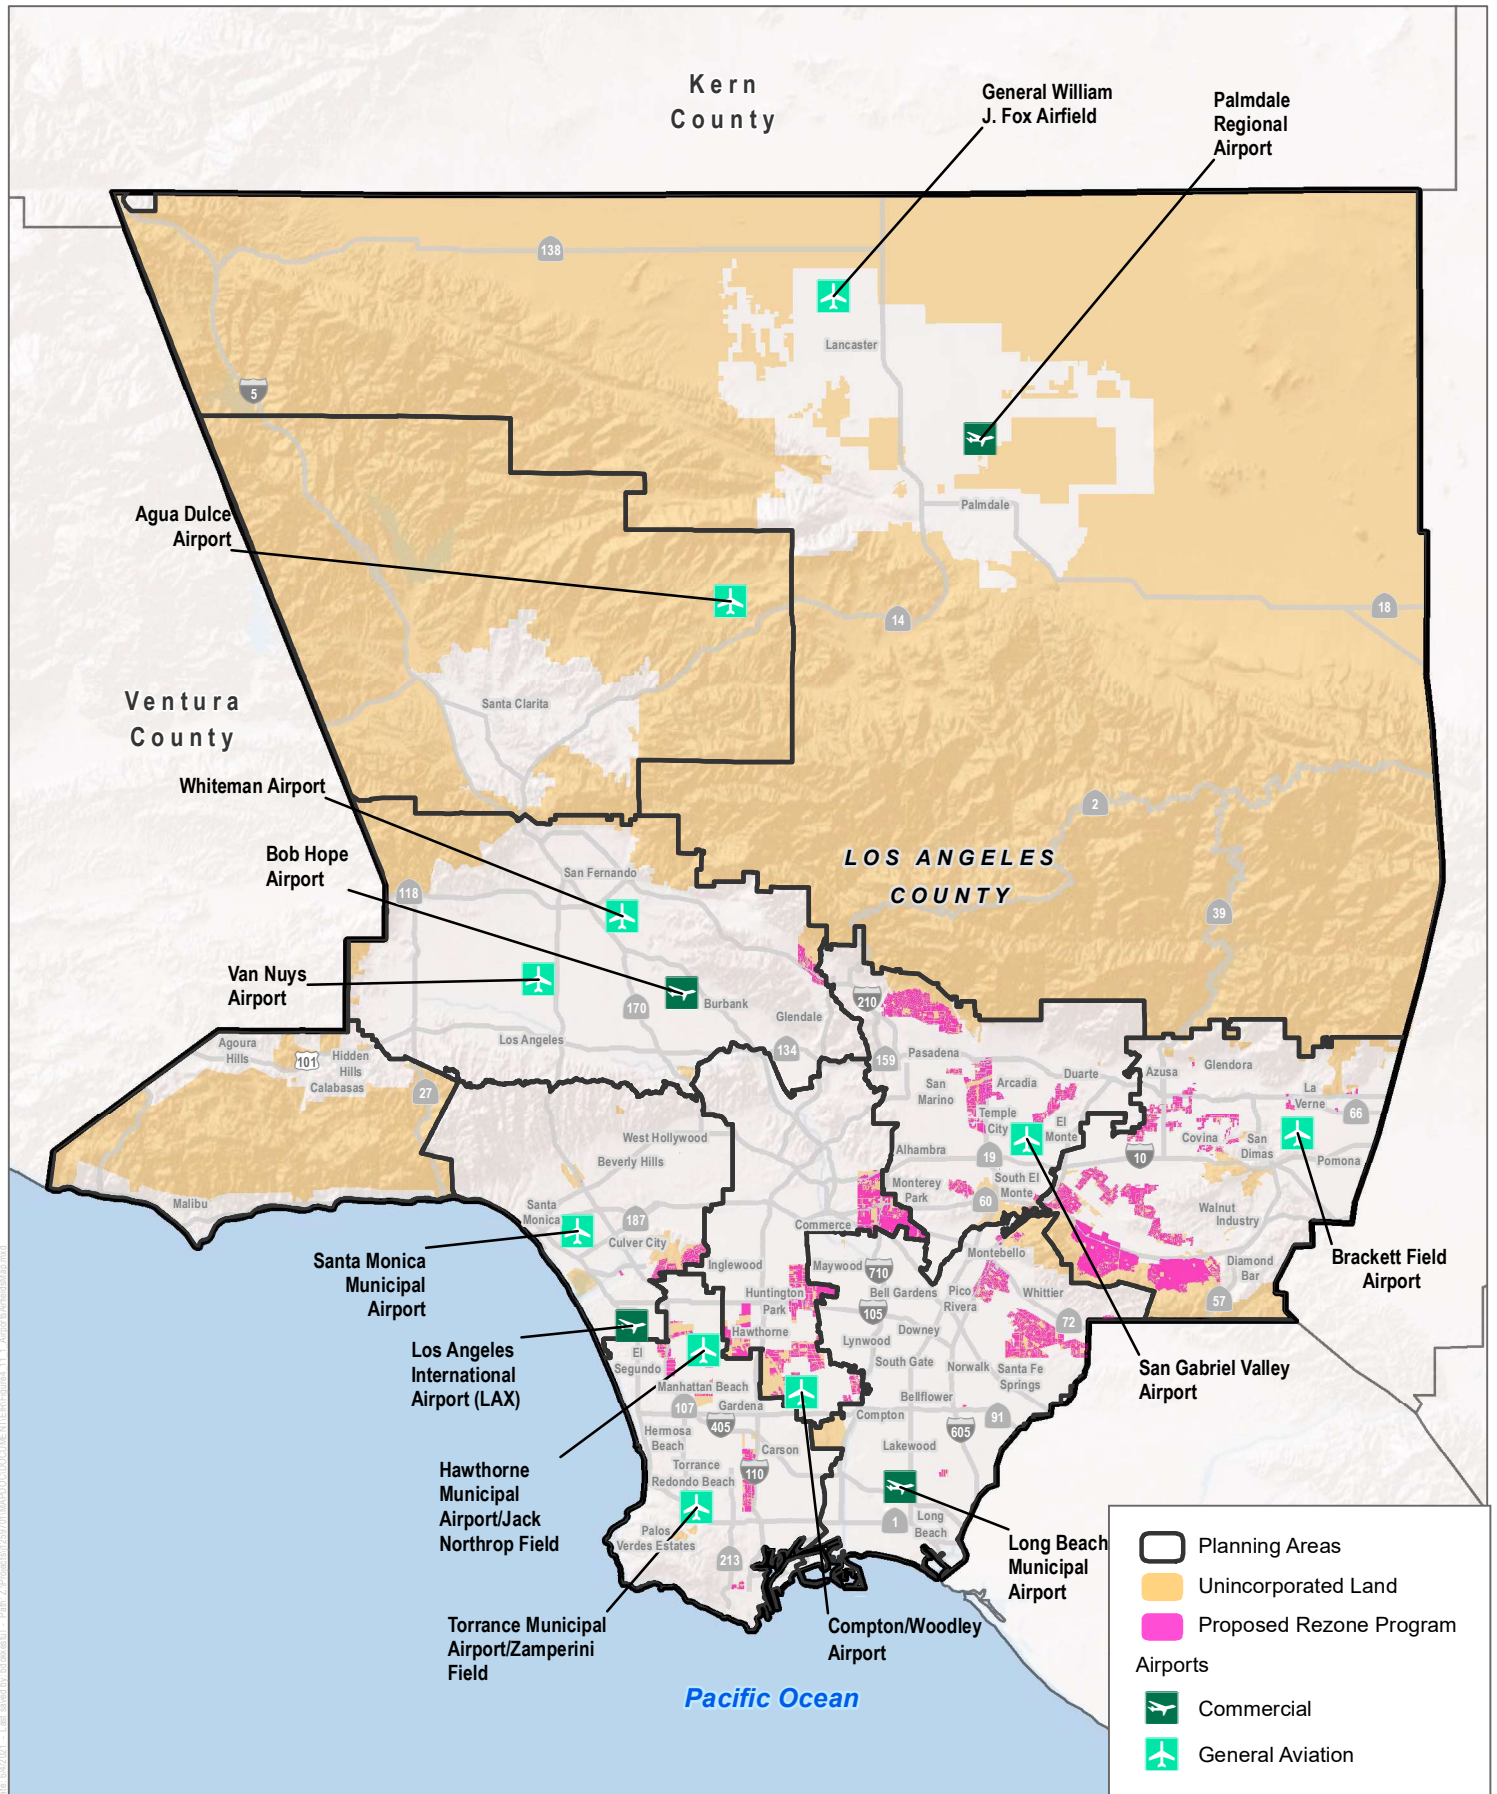 Kern
County
General William
J. Fox Airfield
Palmdale
Regional
Airport
138
Lancaster
5
Palmdale
Agua Dulce
Airport
14
18
Santa Clarita
Ventura
County
Whiteman Airport
2
LOS ANGELES
COUNTY
Bob Hope
Airport
San Fernando
118
39
Van Nuys
Airport
170
Burbank
210
Glendale
Los Angeles
134
Agoura
Hills
101
Hidden
Hills
Calabasas
27
159
Pasadena
San
Marino
Arcadia
Duarte
Azusa
Glendora
La
Verne
66
Temple
City
El
Monte
West Hollywood
Beverly Hills
Alhambra
19
10
Covina
San
Dimas
Pomona
Monterey
Park
South El
Monte
60
Malibu
Santa
Monica
187
Culver City
Commerce
Walnut
Industry
Montebello
Santa Monica
Municipal
Airport
Inglewood
Maywood
710
Bell Gardens
Pico
Rivera
Whittier
Diamond
Bar
57
Brackett Field
Airport
Huntington
Park
105
72
Los Angeles
International
Airport (LAX)
El
Segundo
Hawthorne
Lynwood
Downey
South Gate
Norwalk
Santa Fe
Springs
San Gabriel Valley
Airport
Manhattan Beach
107
Gardena
405
Bellflower
Compton
91
605
Hermosa
Beach
Carson
Lakewood
Torrance
Redondo Beach
110
Hawthorne
Municipal
Airport/Jack
Northrop Field
1
Long
Beach
Palos
Verdes Estates
213
Long Beach
Municipal
Airport
Torrance Municipal
Airport/Zamperini
Field
Compton/Woodley
Airport
Pacific Ocean
Planning Areas
Unincorporated Land
Proposed Rezone Program
Airports
Commercial
General Aviation